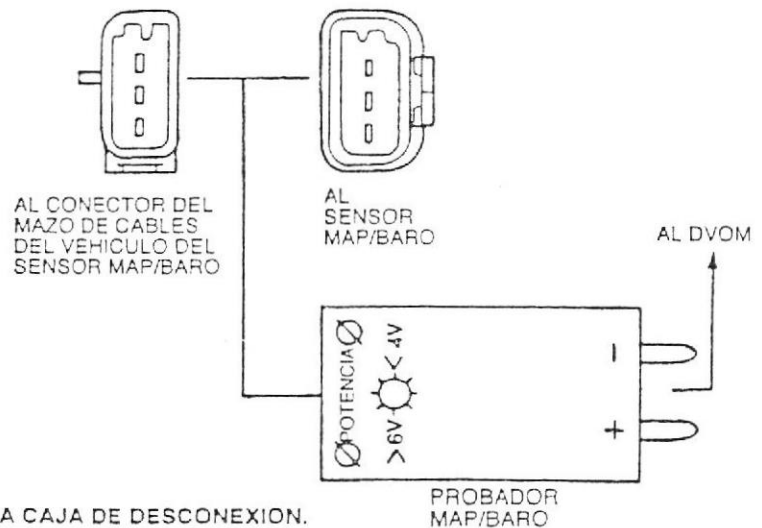 AL CONECTOR DEL
MAZO DE CABLES
DEL VEHICULO DEL
SENSOR MAP/BARO
AL
SENSOR
MAP/BARO
AL DVOM
POTENCIA
>6V
< 4V
-
+
PROBADOR
MAP/BARO
A CAJA DE DESCONEXION.